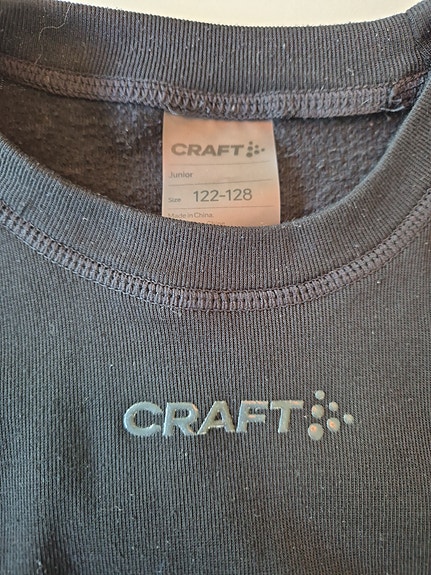 CRAFT
Junior
Size 122-128
Made in China.
CRAFT